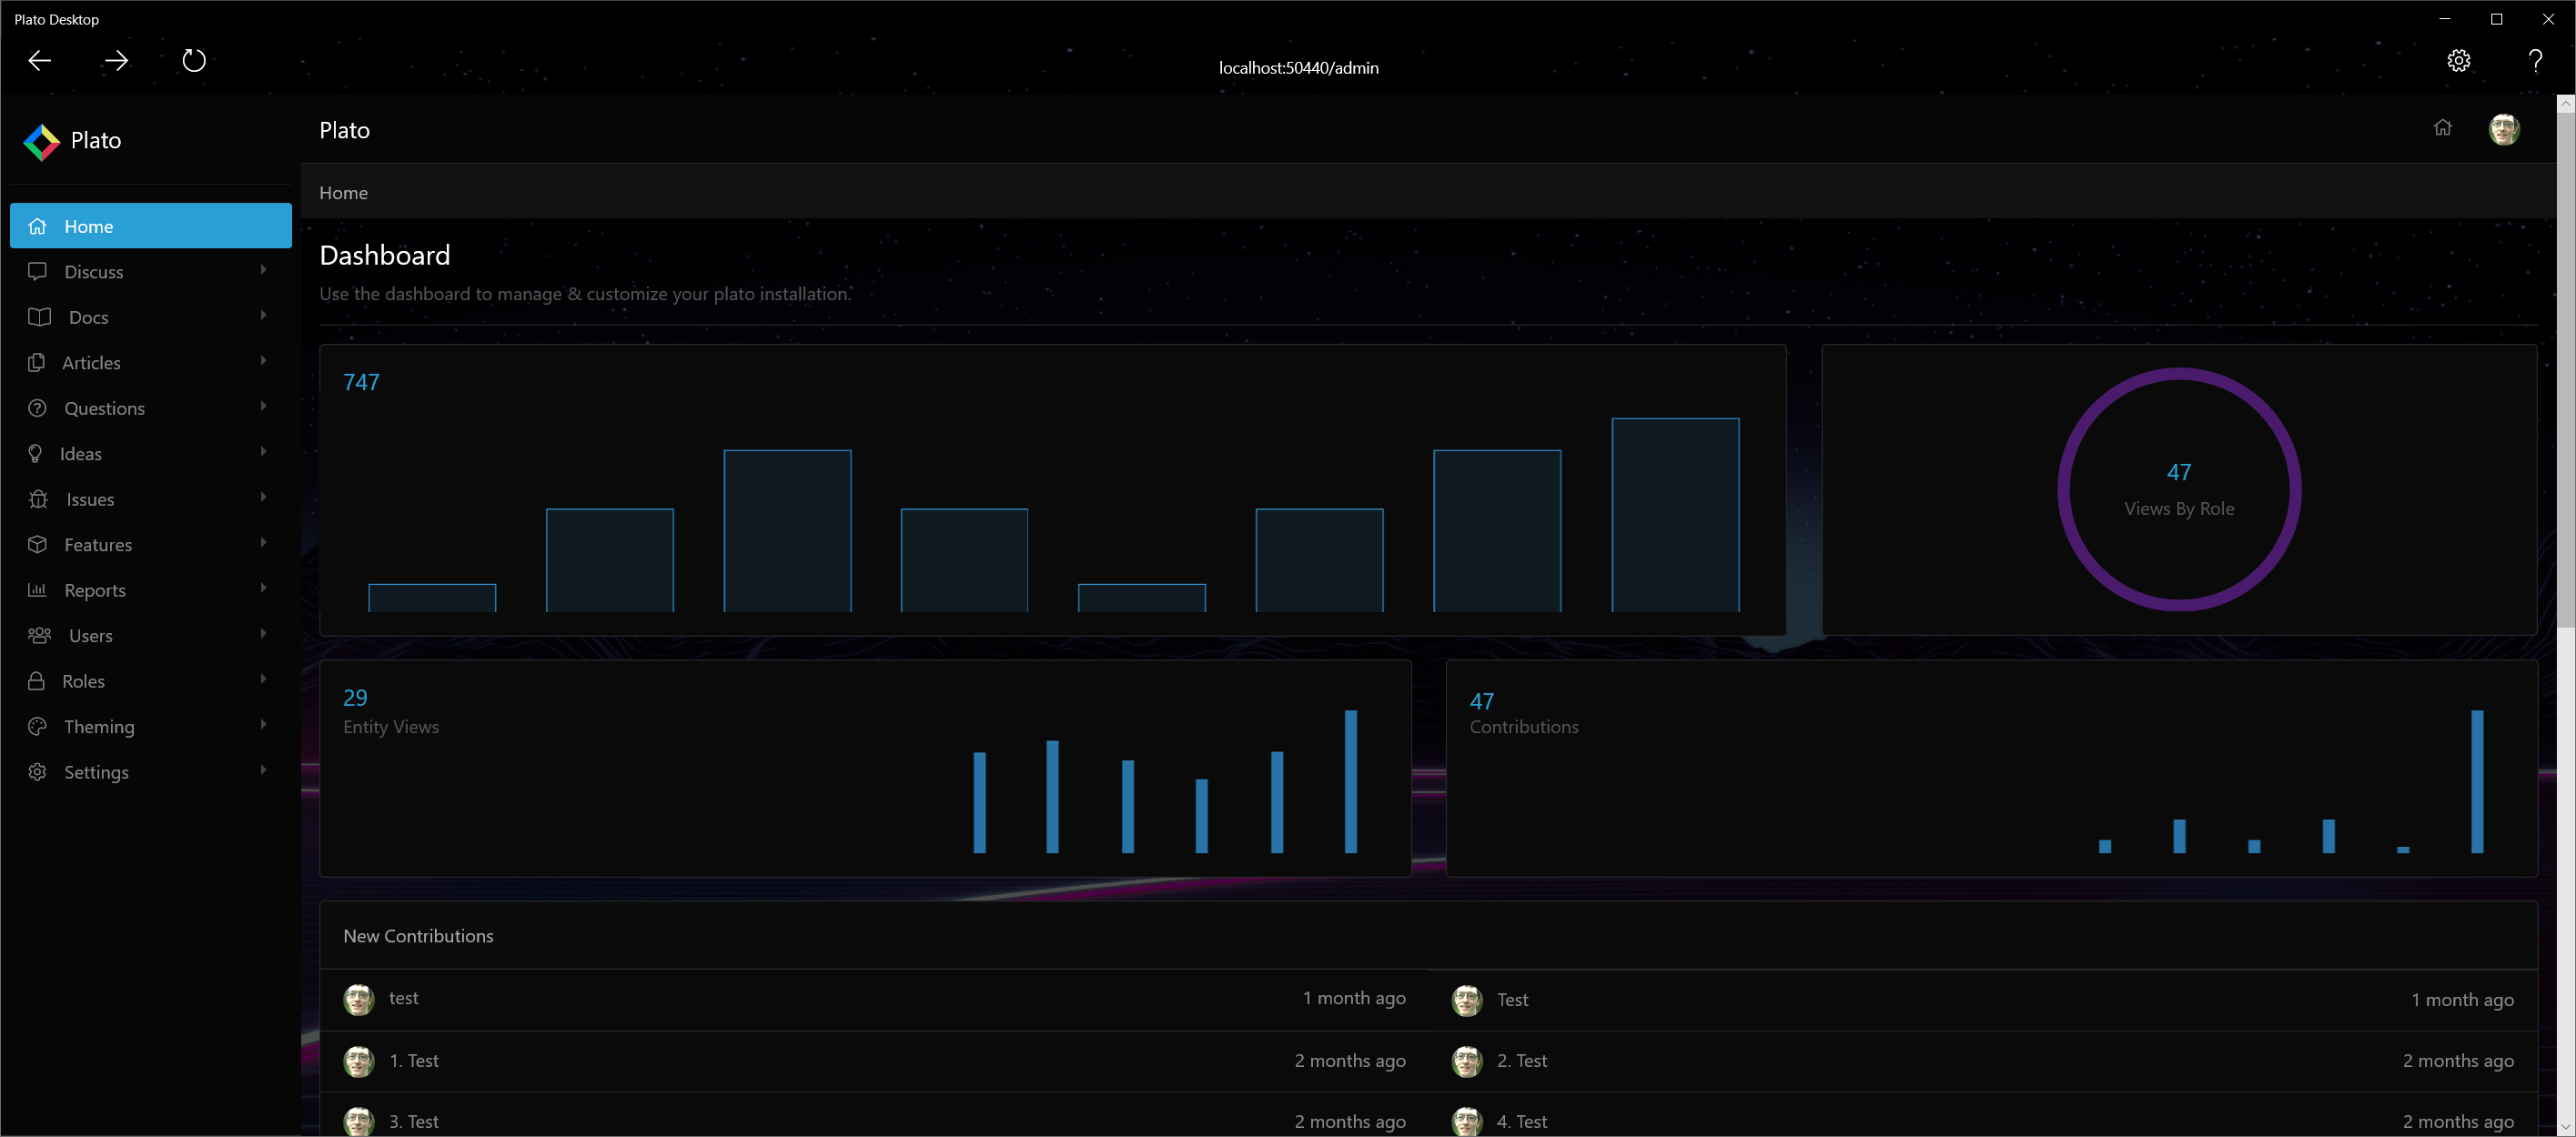 Plato Desktop
localhost:50440/admin
Plato
Home
Discuss
Docs
Articles
Questions
Ideas
Issues
Features
Reports
Users
Roles
Theming
Settings
Plato
Home
Dashboard
Use the dashboard to manage & customize your plato installation.
747
47
Views By Role
29
Entity Views
47
Contributions
New Contributions
test 1 month ago
Test 1 month ago
1. Test 2 months ago
2. Test 2 months ago
3. Test 2 months ago
4. Test 2 months ago